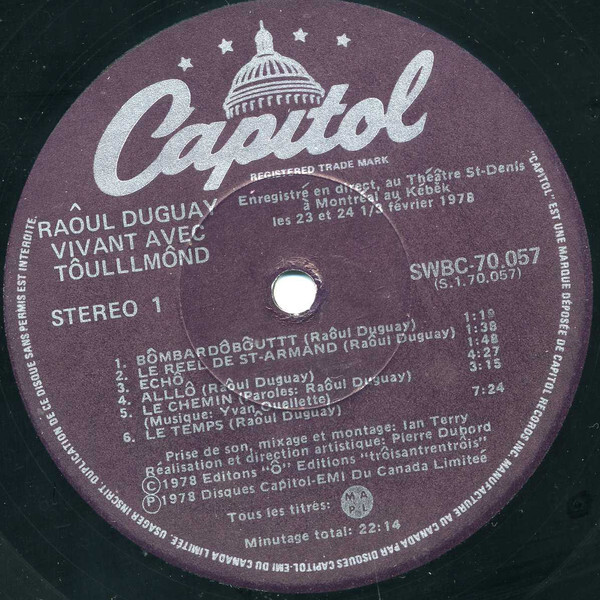 Capitol
REGISTERED TRADE MARK
Enregistré en direct, au Théâtre St-Denis
à Montréal au Kébèk
les 23 et 24 1/3 février 1978
RAÔUL DUGUAY
VIVANT AVEC
TÔULLLMÔND
STEREO 1
SWBC-70.057
(S.1.70.057)
1. BÔMBARDÔBÔUTTT (Raôul Duguay) 1:19
2. LE REEL DE ST-ARMAND (Raôul Duguay) 1:38
3. ECHÔ 1:48
4. ALLLÔ (Raôul Duguay) 4:27
5. LE CHEMIN (Paroles: Raôul Duguay) 3:15
(Musique: Yvan Ouellette)
6. LE TEMPS (Raôul Duguay) 7:24
Prise de son, mixage et montage: Ian Terry
Réalisation et direction artistique: Pierre Dubord
© 1978 Editons "Ô" Editions "trôisantrentrôis"
℗ 1978 Disques Capitol-EMI Du Canada Limiteé
Tous les titres: MAPL
Minutage total: 22:14
"CAPITOL" EST UNE MARQUE DÉPOSÉE DE CAPITOL RECORDS INC. MANUFACTURE AU CANADA PAR DISQUES CAPITOL-EMI DU CANADA LIMITÉE, USAGER INSCRIT, DUPLICATION DE CE DISQUE SANS PERMIS EST INTERDITE.